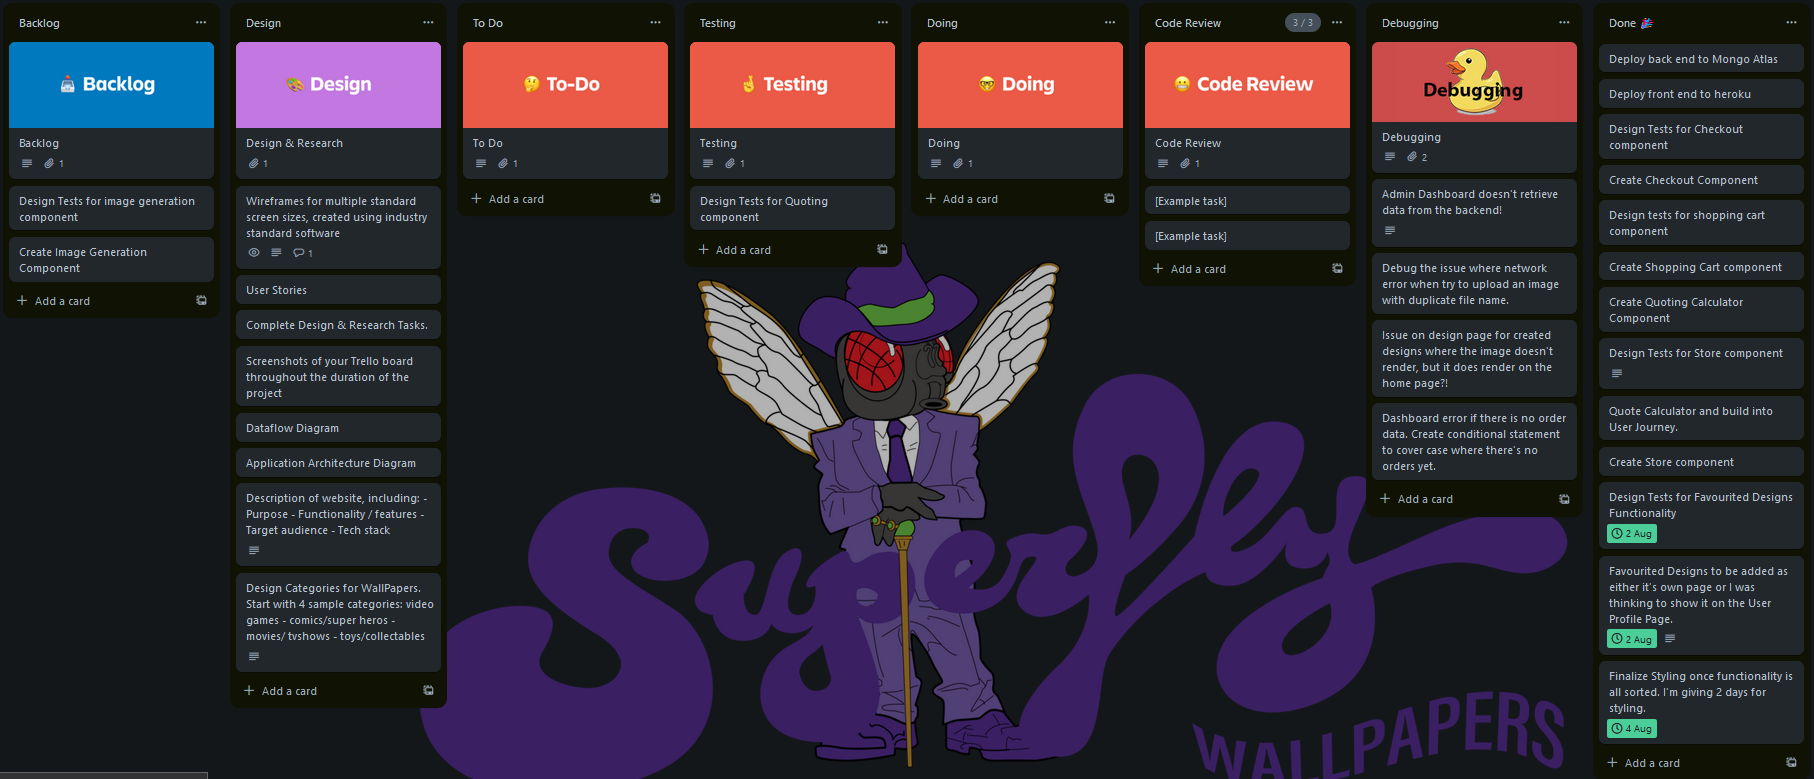 Backlog
Backlog
Backlog
1
Design Tests for image generation
component
Create Image Generation
Component
Add a card
Design
Design
Design & Research
1
Wireframes for multiple standard
screen sizes, created using industry
standard software
1
User Stories
Complete Design & Research Tasks.
Screenshots of your Trello board
throughout the duration of the
project
Dataflow Diagram
Application Architecture Diagram
Description of website, including: -
Purpose - Functionality / features -
Target audience - Tech stack
Design Categories for WallPapers.
Start with 4 sample categories: video
games - comics/super heros -
movies/ tvshows - toys/collectables
Add a card
To Do
To-Do
To Do
1
Add a card
Testing
Testing
Testing
1
Design Tests for Quoting
component
Add a card
Doing
Doing
Doing
1
Add a card
Code Review
3 / 3
Code Review
Code Review
1
[Example task]
[Example task]
Add a card
Debugging
Debugging
Debugging
2
Admin Dashboard doesn't retrieve
data from the backend!
Debug the issue where network
error when try to upload an image
with duplicate file name.
Issue on design page for created
designs where the image doesn't
render, but it does render on the
home page?!
Dashboard error if there is no order
data. Create conditional statement
to cover case where there's no
orders yet.
Add a card
Done 🎉
Deploy back end to Mongo Atlas
Deploy front end to heroku
Design Tests for Checkout
component
Create Checkout Component
Design tests for shopping cart
component
Create Shopping Cart component
Create Quoting Calculator
Component
Design Tests for Store component
Quote Calculator and build into
User Journey.
Create Store component
Design Tests for Favourited Designs
Functionality
2 Aug
Favourited Designs to be added as
either it's own page or I was
thinking to show it on the User
Profile Page.
2 Aug
Finalize Styling once functionality is
all sorted. I'm giving 2 days for
styling.
4 Aug
Add a card
Superfly
WALLPAPERS